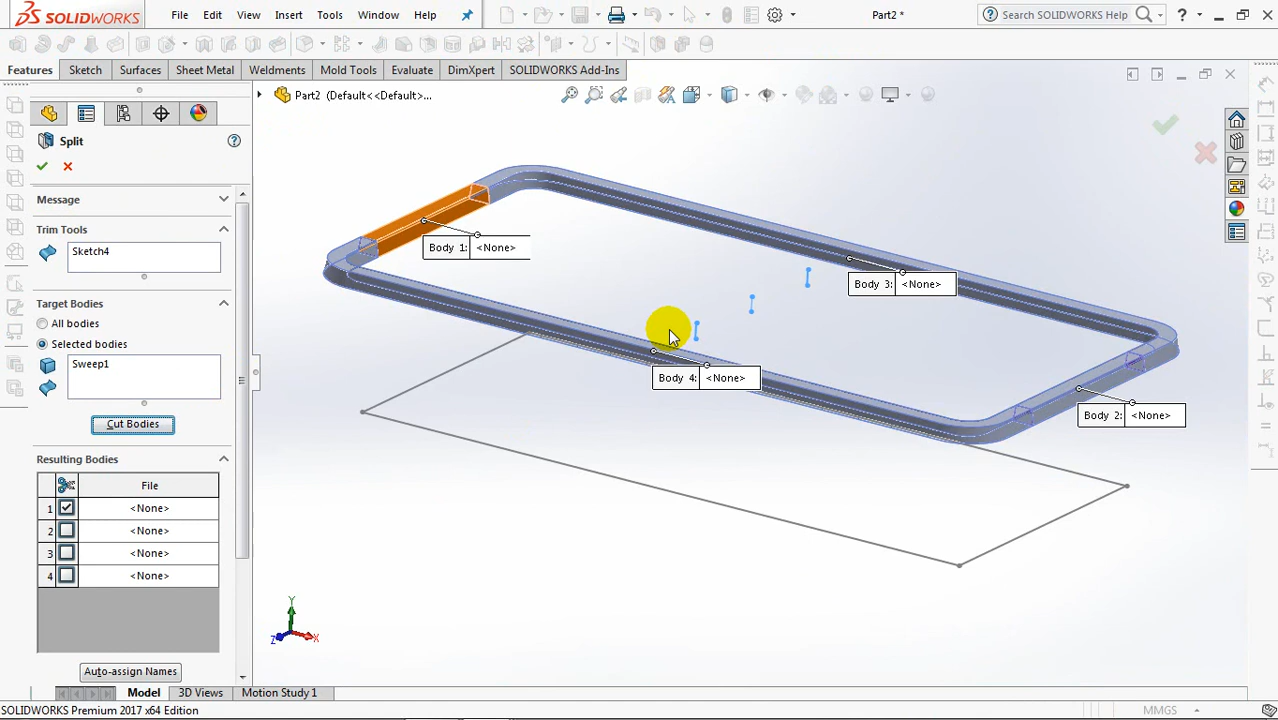 SOLIDWORKS
File
Edit
View
Insert
Tools
Window
Help
Part2 *
Search SOLIDWORKS Help
?
Features
Sketch
Surfaces
Sheet Metal
Weldments
Mold Tools
Evaluate
DimXpert
SOLIDWORKS Add-Ins
Part2 (Default<<Default>...
Split
Message
Trim Tools
Sketch4
Target Bodies
All bodies
Selected bodies
Sweep1
Cut Bodies
Resulting Bodies
File
1 <None>
2 <None>
3 <None>
4 <None>
Auto-assign Names
Body 1: <None>
Body 3: <None>
Body 4: <None>
Body 2: <None>
Y
Z
X
Model
3D Views
Motion Study 1
SOLIDWORKS Premium 2017 x64 Edition
MMGS